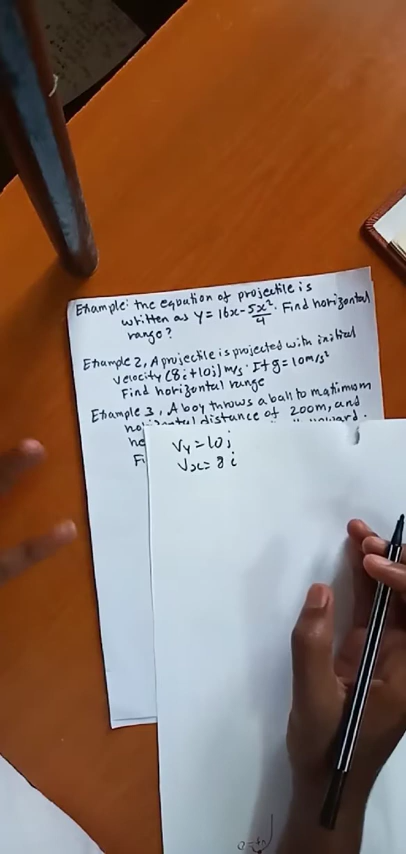 Example: the equation of projectile is
written as Y = 16x - 5x²/4. Find horizontal
range?
Example 2, A projectile is projected with initial
velocity (8i+10j) m/s. If g = 10m/s²
Find horizontal range
Example 3, A boy throws a ball to maximum
distance of 200m, and
Vy = 10j
Vx = 8i